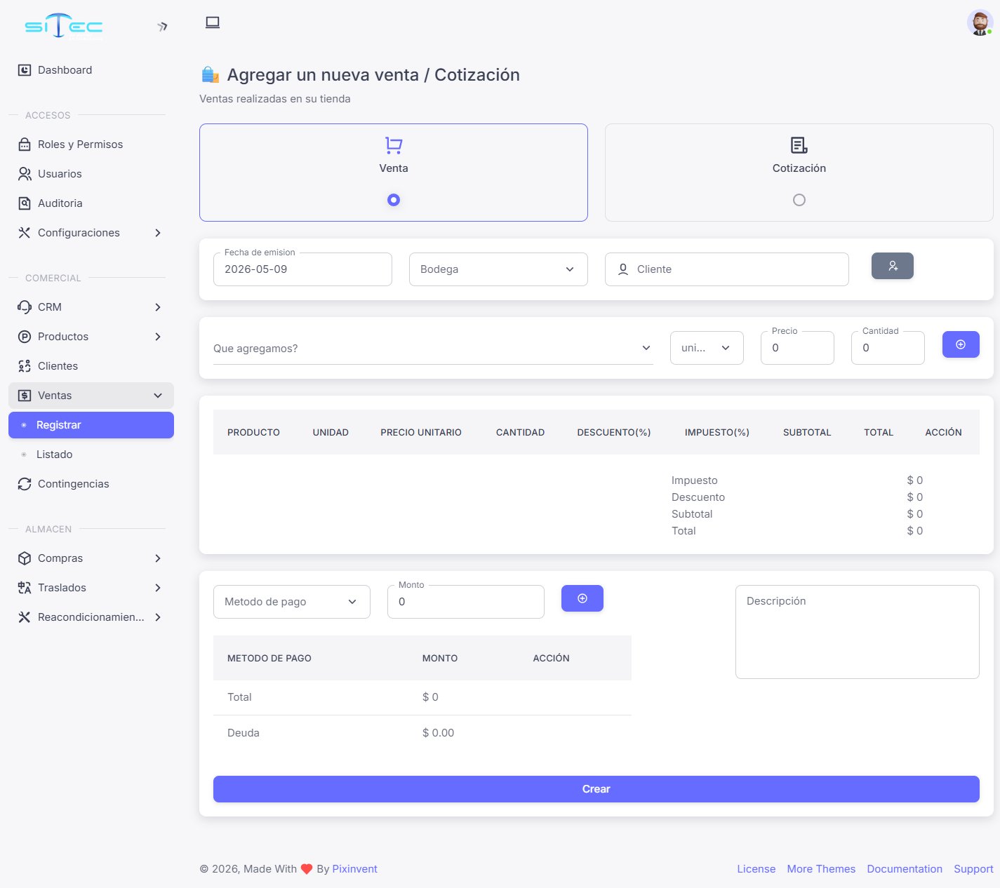 SITEC
Dashboard
ACCESOS
Roles y Permisos
Usuarios
Auditoria
Configuraciones
COMERCIAL
CRM
Productos
Clientes
Ventas
Registrar
Listado
Contingencias
ALMACEN
Compras
Traslados
Reacondicionamien...
Agregar un nueva venta / Cotización
Ventas realizadas en su tienda
Venta
Cotización
Fecha de emision
2026-05-09
Bodega
Cliente
Que agregamos?
uni...
Precio
0
Cantidad
0
PRODUCTO UNIDAD PRECIO UNITARIO CANTIDAD DESCUENTO(%) IMPUESTO(%) SUBTOTAL TOTAL ACCIÓN
Impuesto $ 0
Descuento $ 0
Subtotal $ 0
Total $ 0
Metodo de pago
Monto
0
Descripción
METODO DE PAGO MONTO ACCIÓN
Total $ 0
Deuda $ 0.00
Crear
© 2026, Made With By Pixinvent
License More Themes Documentation Support